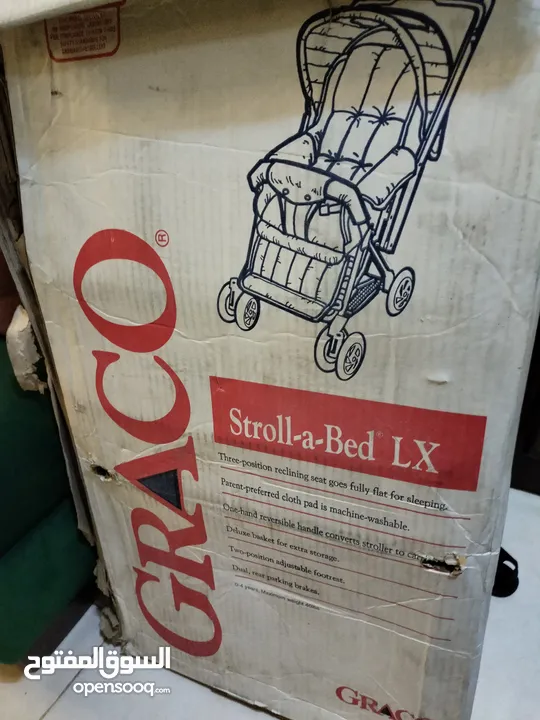 GRACO®
Stroll-a-Bed® LX
Three-position reclining seat goes fully flat for sleeping.
Parent-preferred cloth pad is machine-washable.
One-hand reversible handle converts stroller to
Deluxe basket for extra storage.
Two-position adjustable footrest.
Dual, rear parking brakes.
GRACO
السوق المفتوح
opensooq.com